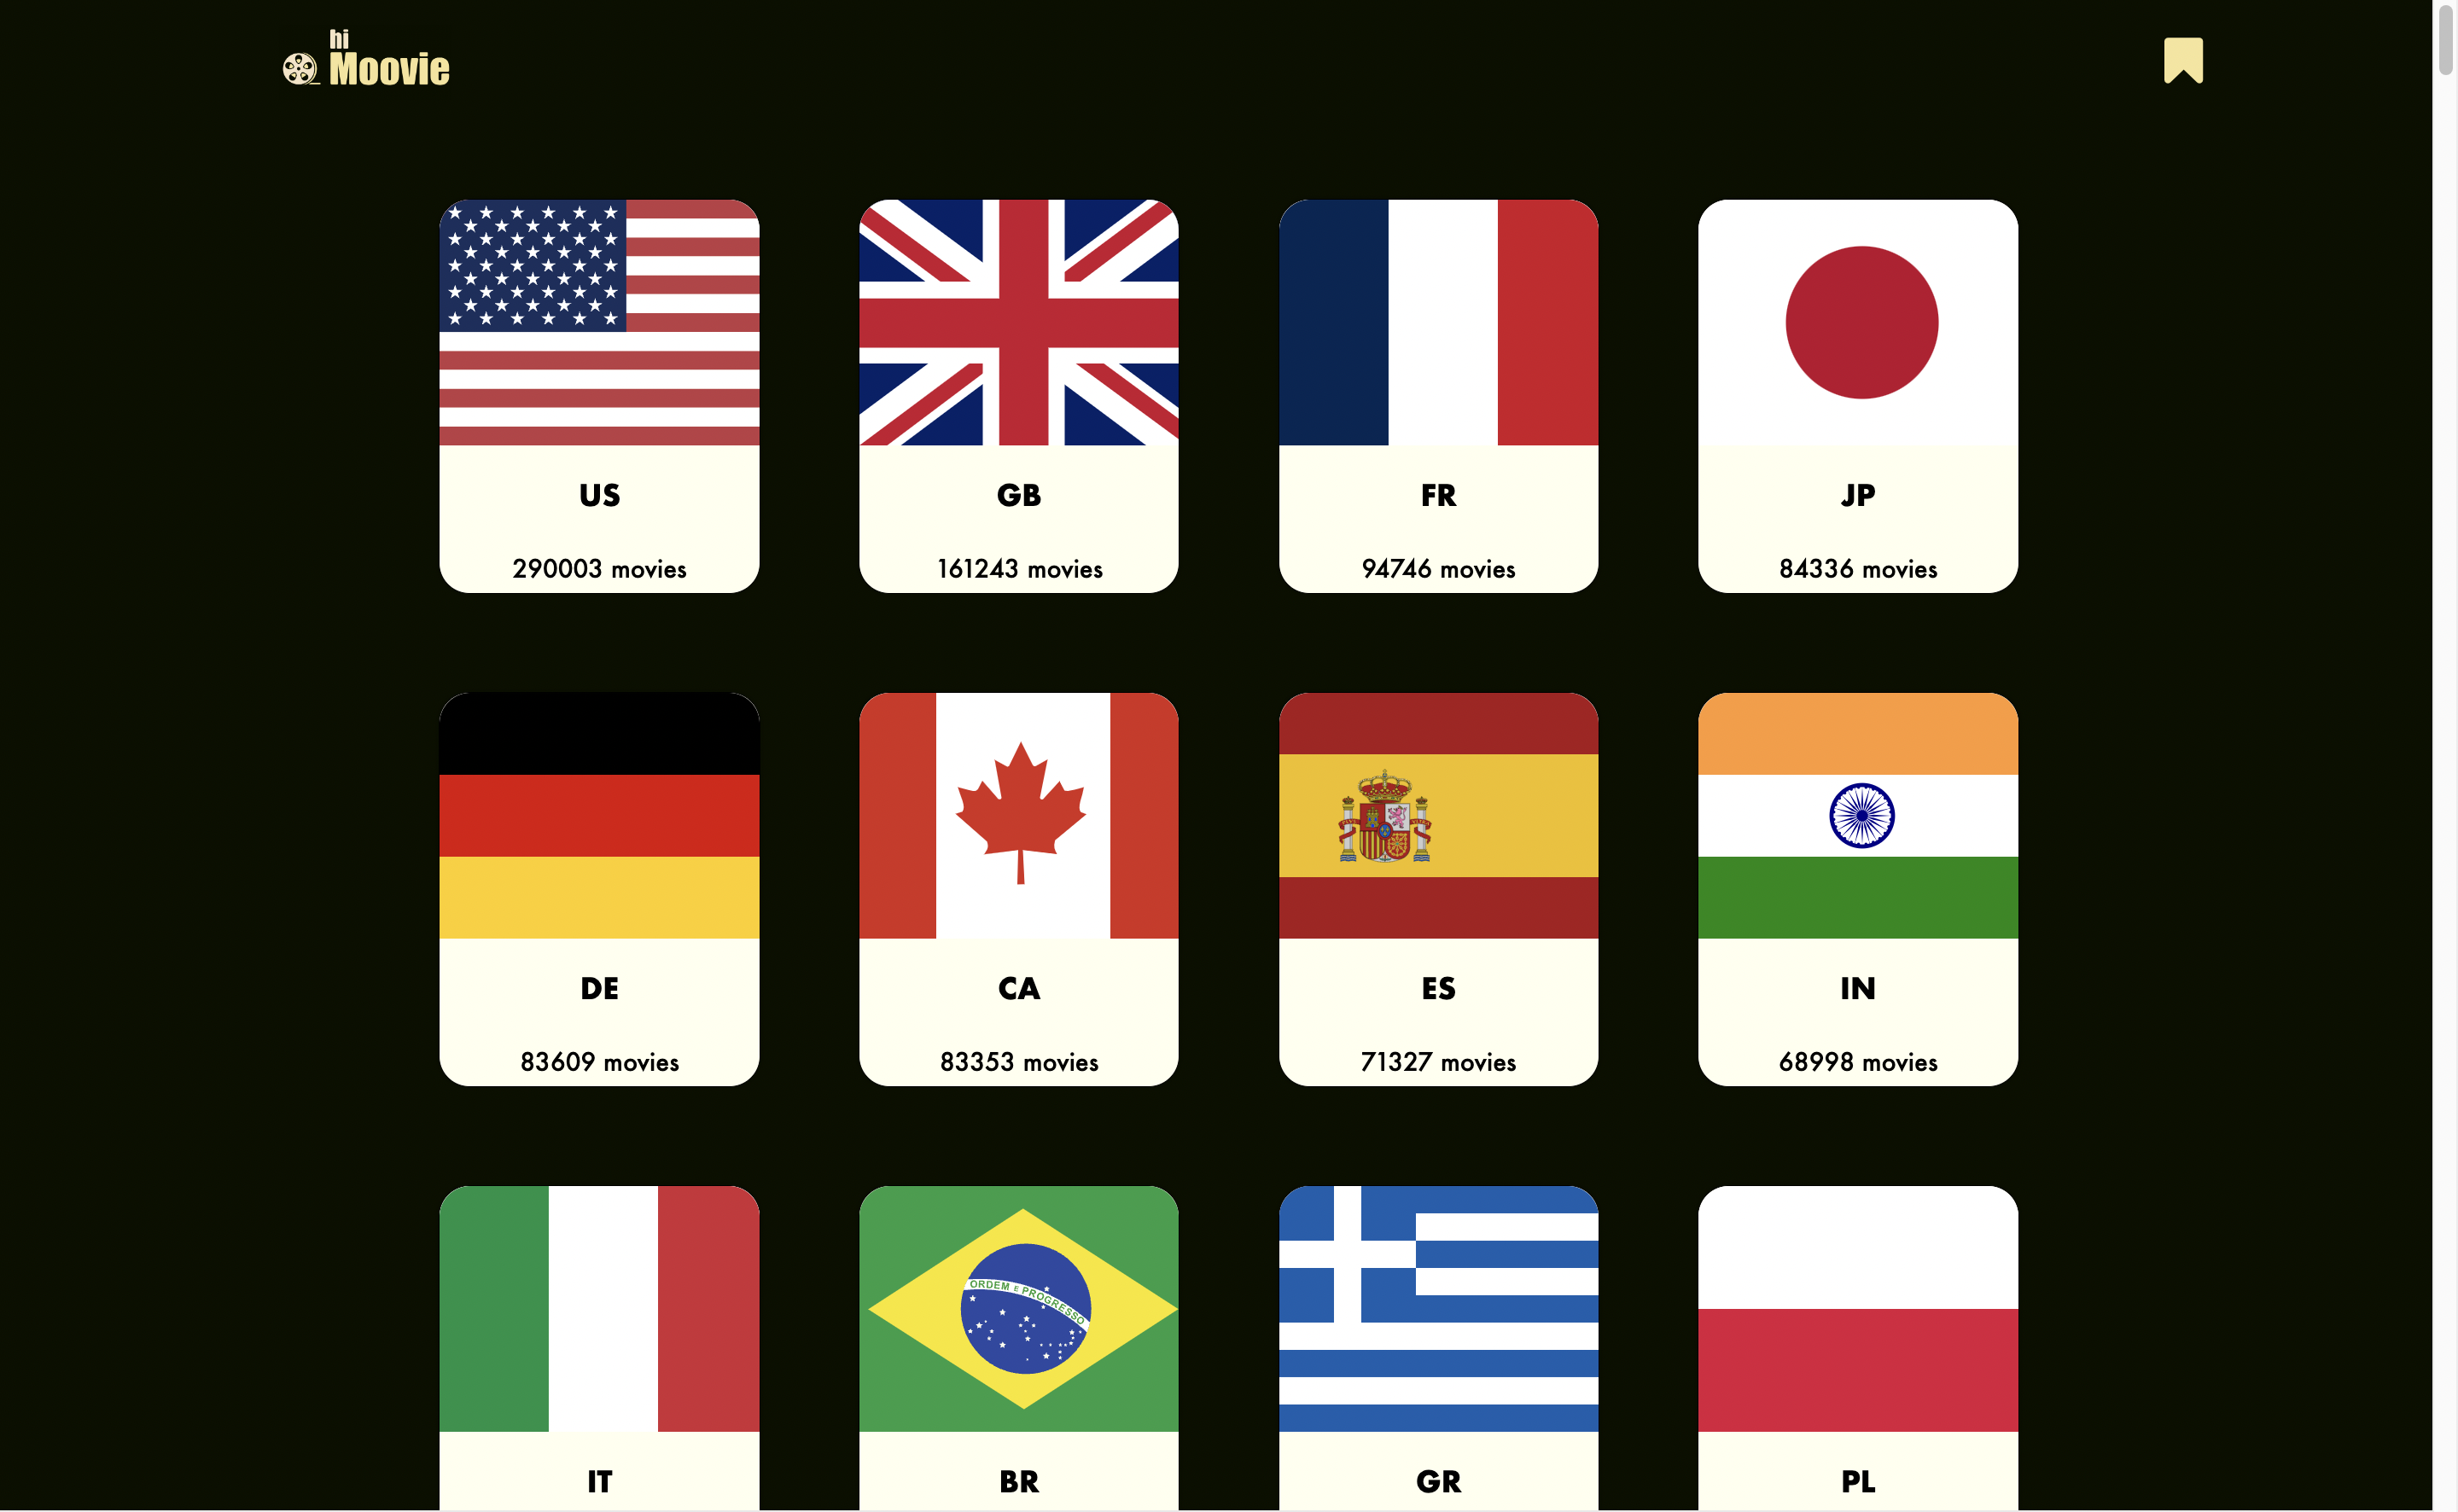 hi
Moovie
US
290003 movies
GB
161243 movies
FR
94746 movies
JP
84336 movies
DE
83609 movies
CA
83353 movies
ES
71327 movies
IN
68998 movies
IT
BR
ORDEM E PROGRESSO
GR
PL